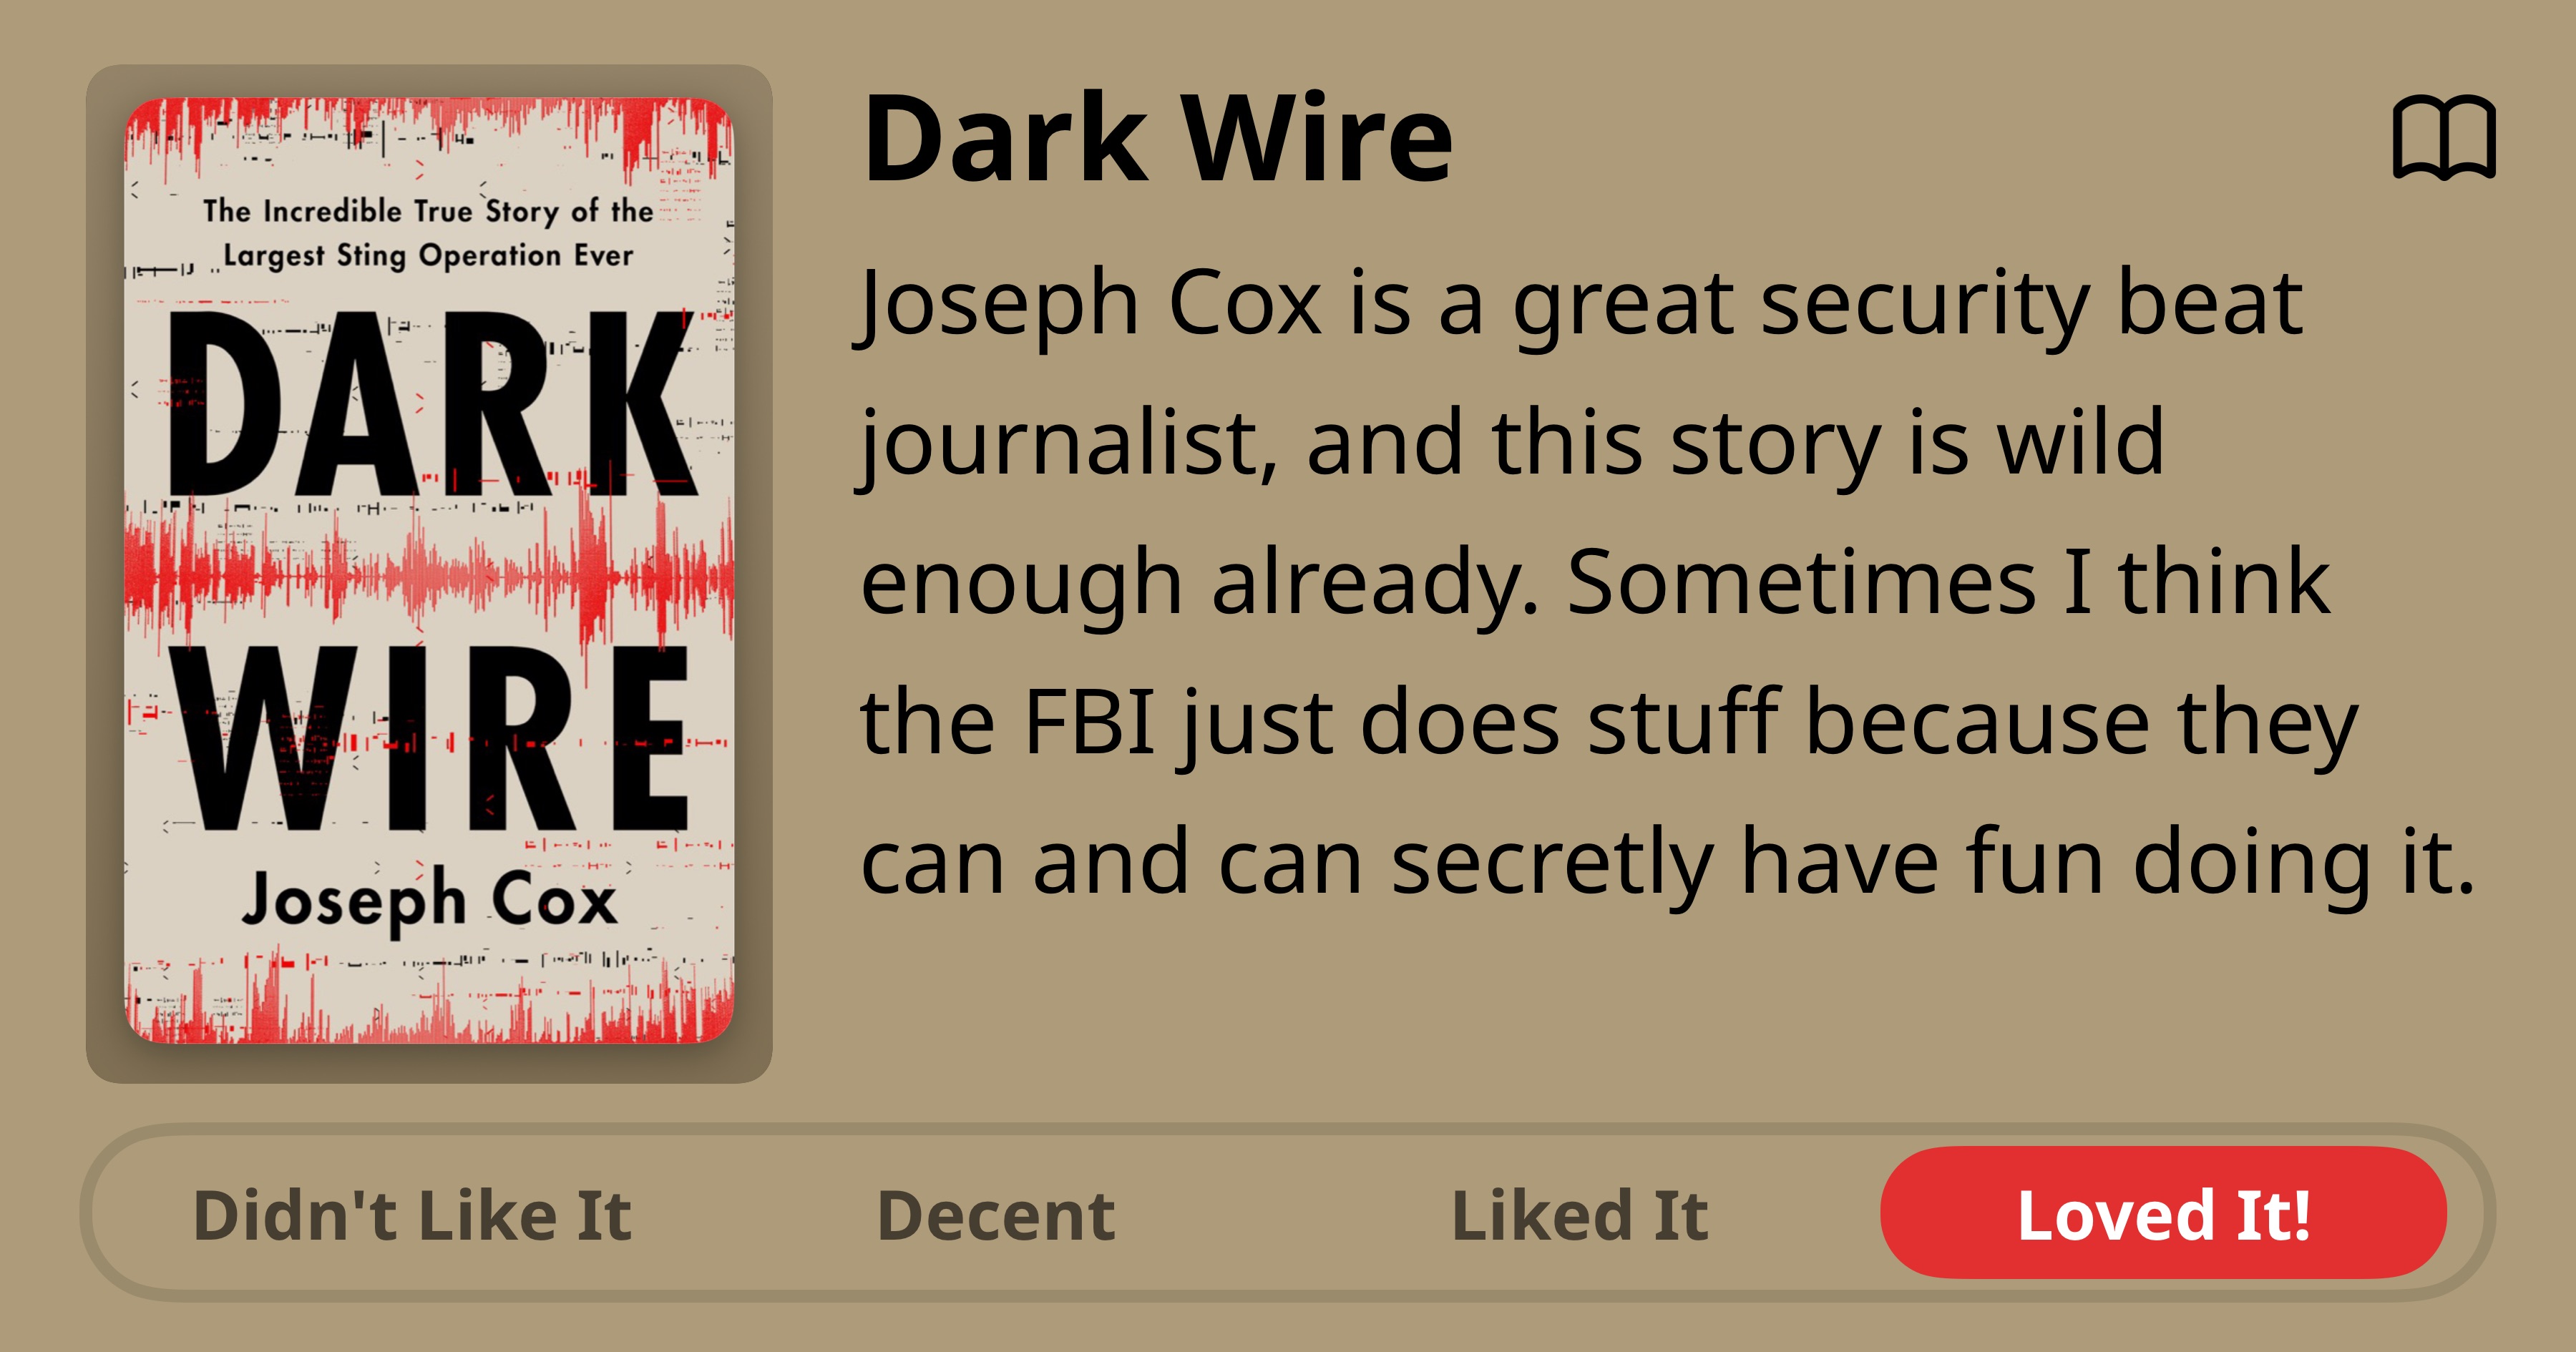 The Incredible True Story of the
Largest Sting Operation Ever
DARK
WIRE
Joseph Cox
Dark Wire
Joseph Cox is a great security beat
journalist, and this story is wild
enough already. Sometimes I think
the FBI just does stuff because they
can and can secretly have fun doing it.
Didn't Like It
Decent
Liked It
Loved It!